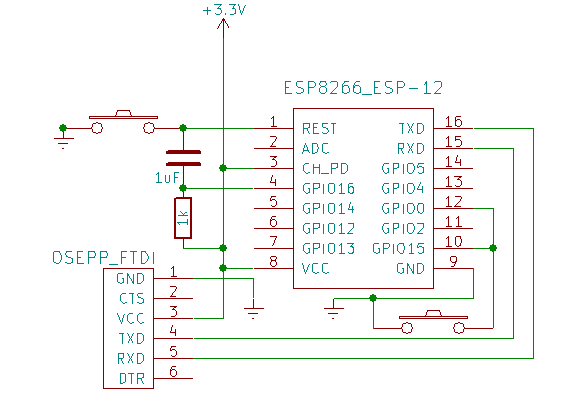 +3.3V
ESP8266_ESP-12
1 REST TXD 16
2 ADC RXD 15
3 CH_PD GPIO5 14
4 GPIO16 GPIO4 13
5 GPIO14 GPIO0 12
6 GPIO12 GPIO2 11
7 GPIO13 GPIO15 10
8 VCC GND 9
1uF
1k
OSEPP_FTDI
GND 1
CTS 2
VCC 3
TXD 4
RXD 5
DTR 6